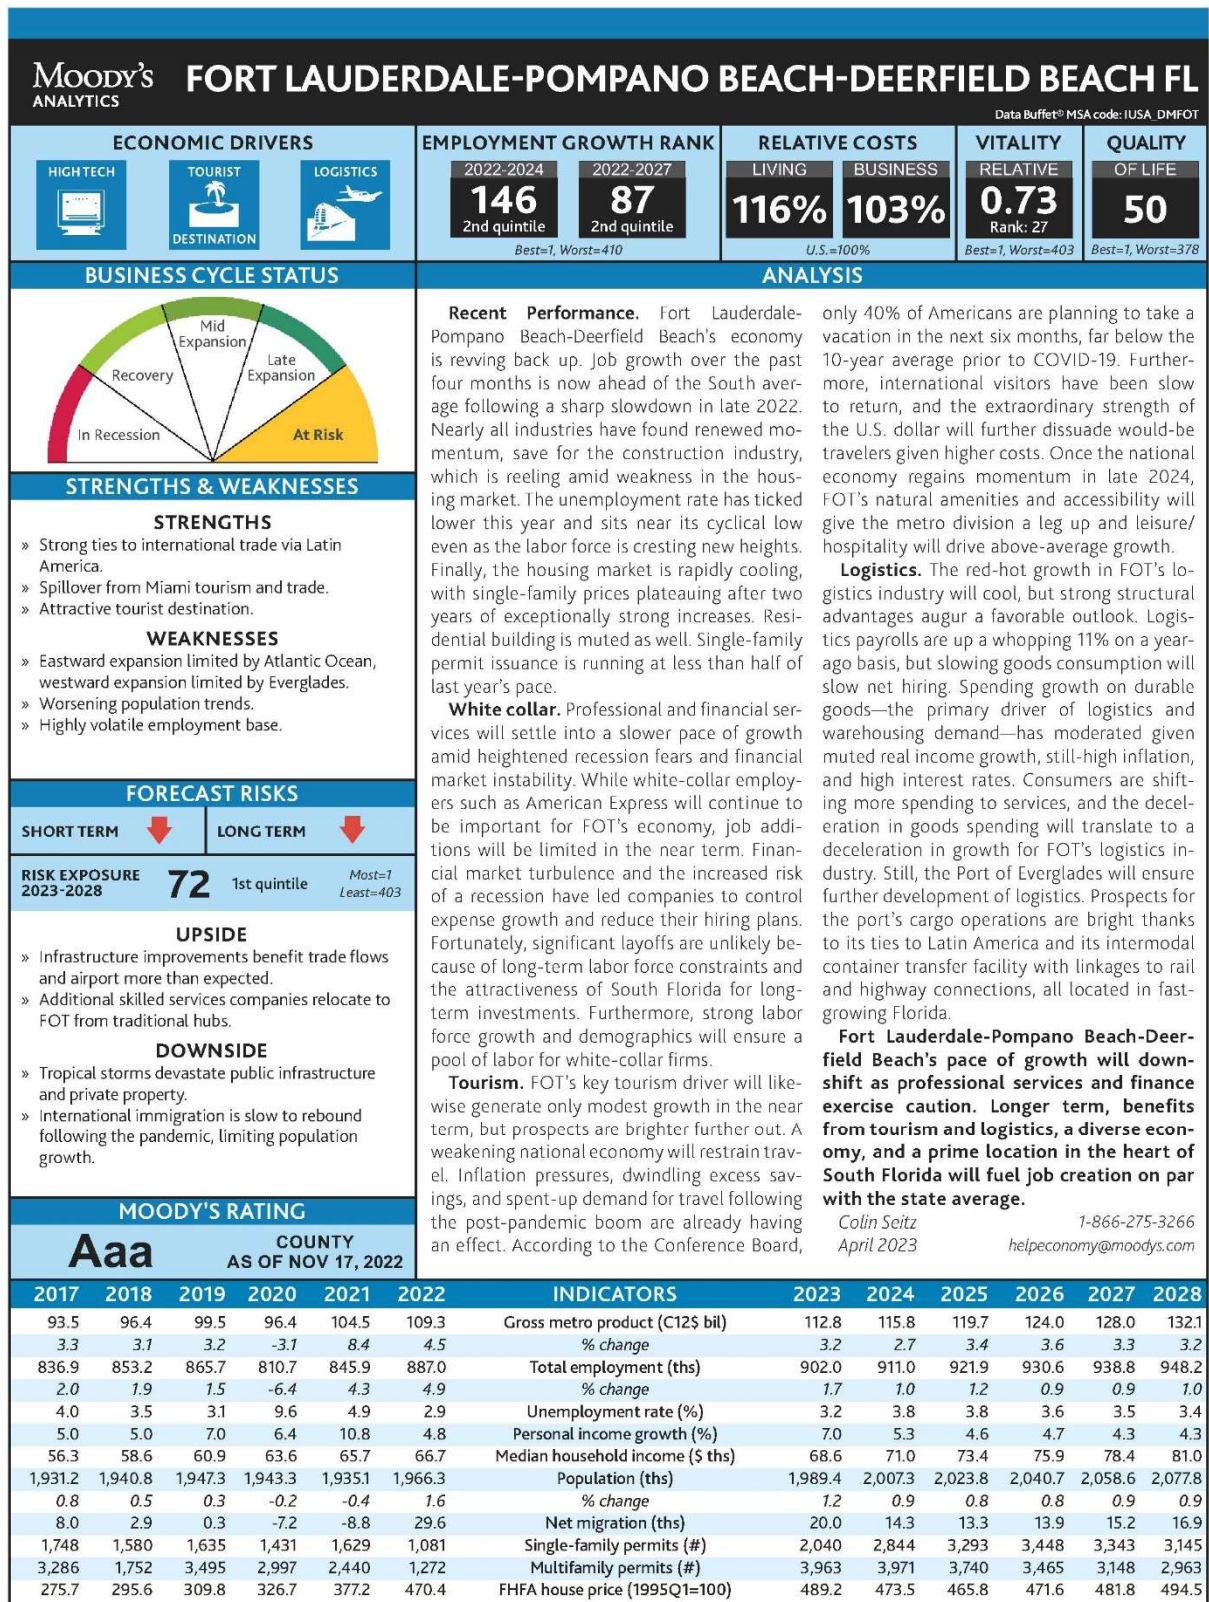 MOODY'S
ANALYTICS
FORT LAUDERDALE-POMPANO BEACH-DEERFIELD BEACH FL
Data Buffet® MSA code: IUSA_DMFOT
ECONOMIC DRIVERS
HIGH TECH
TOURIST
DESTINATION
LOGISTICS
EMPLOYMENT GROWTH RANK
2022-2024
146
2nd quintile
2022-2027
87
2nd quintile
Best=1, Worst=410
RELATIVE COSTS
LIVING
116%
BUSINESS
103%
U.S.=100%
VITALITY
RELATIVE
0.73
Rank: 27
Best=1, Worst=403
QUALITY
OF LIFE
50
Best=1, Worst=378
BUSINESS CYCLE STATUS
In Recession
Recovery
Mid
Expansion
Late
Expansion
At Risk
STRENGTHS & WEAKNESSES
STRENGTHS
» Strong ties to international trade via Latin
America.
» Spillover from Miami tourism and trade.
» Attractive tourist destination.
WEAKNESSES
» Eastward expansion limited by Atlantic Ocean,
westward expansion limited by Everglades.
» Worsening population trends.
» Highly volatile employment base.
FORECAST RISKS
SHORT TERM
LONG TERM
RISK EXPOSURE
2023-2028
72
1st quintile
Most=1
Least=403
UPSIDE
» Infrastructure improvements benefit trade flows
and airport more than expected.
» Additional skilled services companies relocate to
FOT from traditional hubs.
DOWNSIDE
» Tropical storms devastate public infrastructure
and private property.
» International immigration is slow to rebound
following the pandemic, limiting population
growth.
MOODY'S RATING
Aaa
COUNTY
AS OF NOV 17, 2022
ANALYSIS
Recent Performance. Fort Lauderdale-
Pompano Beach-Deerfield Beach's economy
is revving back up. Job growth over the past
four months is now ahead of the South aver-
age following a sharp slowdown in late 2022.
Nearly all industries have found renewed mo-
mentum, save for the construction industry,
which is reeling amid weakness in the hous-
ing market. The unemployment rate has ticked
lower this year and sits near its cyclical low
even as the labor force is cresting new heights.
Finally, the housing market is rapidly cooling,
with single-family prices plateauing after two
years of exceptionally strong increases. Resi-
dential building is muted as well. Single-family
permit issuance is running at less than half of
last year's pace.
White collar. Professional and financial ser-
vices will settle into a slower pace of growth
amid heightened recession fears and financial
market instability. While white-collar employ-
ers such as American Express will continue to
be important for FOT's economy, job addi-
tions will be limited in the near term. Finan-
cial market turbulence and the increased risk
of a recession have led companies to control
expense growth and reduce their hiring plans.
Fortunately, significant layoffs are unlikely be-
cause of long-term labor force constraints and
the attractiveness of South Florida for long-
term investments. Furthermore, strong labor
force growth and demographics will ensure a
pool of labor for white-collar firms.
Tourism. FOT's key tourism driver will like-
wise generate only modest growth in the near
term, but prospects are brighter further out. A
weakening national economy will restrain trav-
el. Inflation pressures, dwindling excess sav-
ings, and spent-up demand for travel following
the post-pandemic boom are already having
an effect. According to the Conference Board,
only 40% of Americans are planning to take a
vacation in the next six months, far below the
10-year average prior to COVID-19. Further-
more, international visitors have been slow
to return, and the extraordinary strength of
the U.S. dollar will further dissuade would-be
travelers given higher costs. Once the national
economy regains momentum in late 2024,
FOT's natural amenities and accessibility will
give the metro division a leg up and leisure/
hospitality will drive above-average growth.
Logistics. The red-hot growth in FOT's lo-
gistics industry will cool, but strong structural
advantages augur a favorable outlook. Logis-
tics payrolls are up a whopping 11% on a year-
ago basis, but slowing goods consumption will
slow net hiring. Spending growth on durable
goods—the primary driver of logistics and
warehousing demand—has moderated given
muted real income growth, still-high inflation,
and high interest rates. Consumers are shift-
ing more spending to services, and the decel-
eration in goods spending will translate to a
deceleration in growth for FOT's logistics in-
dustry. Still, the Port of Everglades will ensure
further development of logistics. Prospects for
the port's cargo operations are bright thanks
to its ties to Latin America and its intermodal
container transfer facility with linkages to rail
and highway connections, all located in fast-
growing Florida.
Fort Lauderdale-Pompano Beach-Deer-
field Beach's pace of growth will down-
shift as professional services and finance
exercise caution. Longer term, benefits
from tourism and logistics, a diverse econ-
omy, and a prime location in the heart of
South Florida will fuel job creation on par
with the state average.
Colin Seitz 1-866-275-3266
April 2023 helpeconomy@moodys.com
2017 2018 2019 2020 2021 2022 INDICATORS 2023 2024 2025 2026 2027 2028
93.5 96.4 99.5 96.4 104.5 109.3 Gross metro product (C12$ bil) 112.8 115.8 119.7 124.0 128.0 132.1
3.3 3.1 3.2 -3.1 8.4 4.5 % change 3.2 2.7 3.4 3.6 3.3 3.2
836.9 853.2 865.7 810.7 845.9 887.0 Total employment (ths) 902.0 911.0 921.9 930.6 938.8 948.2
2.0 1.9 1.5 -6.4 4.3 4.9 % change 1.7 1.0 1.2 0.9 0.9 1.0
4.0 3.5 3.1 9.6 4.9 2.9 Unemployment rate (%) 3.2 3.8 3.8 3.6 3.5 3.4
5.0 5.0 7.0 6.4 10.8 4.8 Personal income growth (%) 7.0 5.3 4.6 4.7 4.3 4.3
56.3 58.6 60.9 63.6 65.7 66.7 Median household income ($ ths) 68.6 71.0 73.4 75.9 78.4 81.0
1,931.2 1,940.8 1,947.3 1,943.3 1,935.1 1,966.3 Population (ths) 1,989.4 2,007.3 2,023.8 2,040.7 2,058.6 2,077.8
0.8 0.5 0.3 -0.2 -0.4 1.6 % change 1.2 0.9 0.8 0.8 0.9 0.9
8.0 2.9 0.3 -7.2 -8.8 29.6 Net migration (ths) 20.0 14.3 13.3 13.9 15.2 16.9
1,748 1,580 1,635 1,431 1,629 1,081 Single-family permits (#) 2,040 2,844 3,293 3,448 3,343 3,145
3,286 1,752 3,495 2,997 2,440 1,272 Multifamily permits (#) 3,963 3,971 3,740 3,465 3,148 2,963
275.7 295.6 309.8 326.7 377.2 470.4 FHFA house price (1995Q1=100) 489.2 473.5 465.8 471.6 481.8 494.5